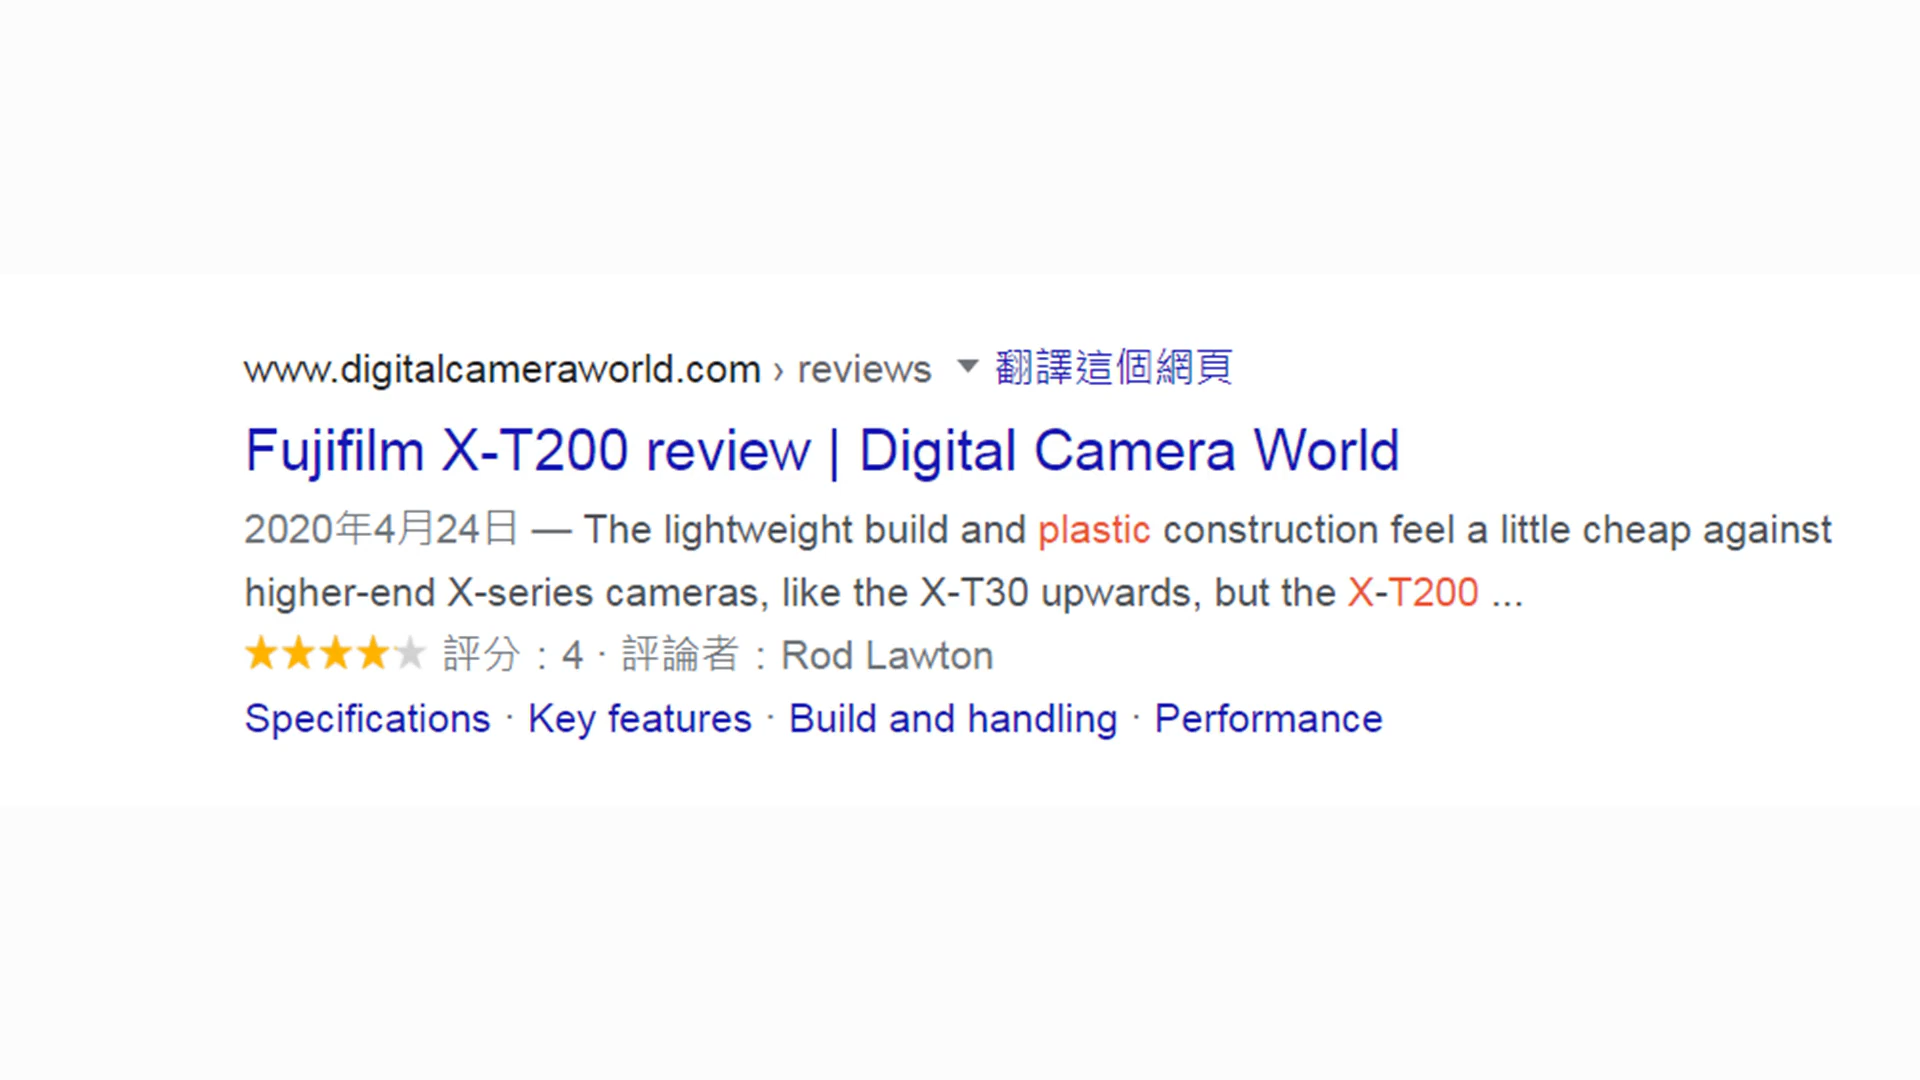 www.digitalcameraworld.com › reviews ▼ 翻譯這個網頁
Fujifilm X-T200 review | Digital Camera World
2020年4月24日 — The lightweight build and plastic construction feel a little cheap against
higher-end X-series cameras, like the X-T30 upwards, but the X-T200 ...
★★★★★ 評分：4 · 評論者：Rod Lawton
Specifications · Key features · Build and handling · Performance